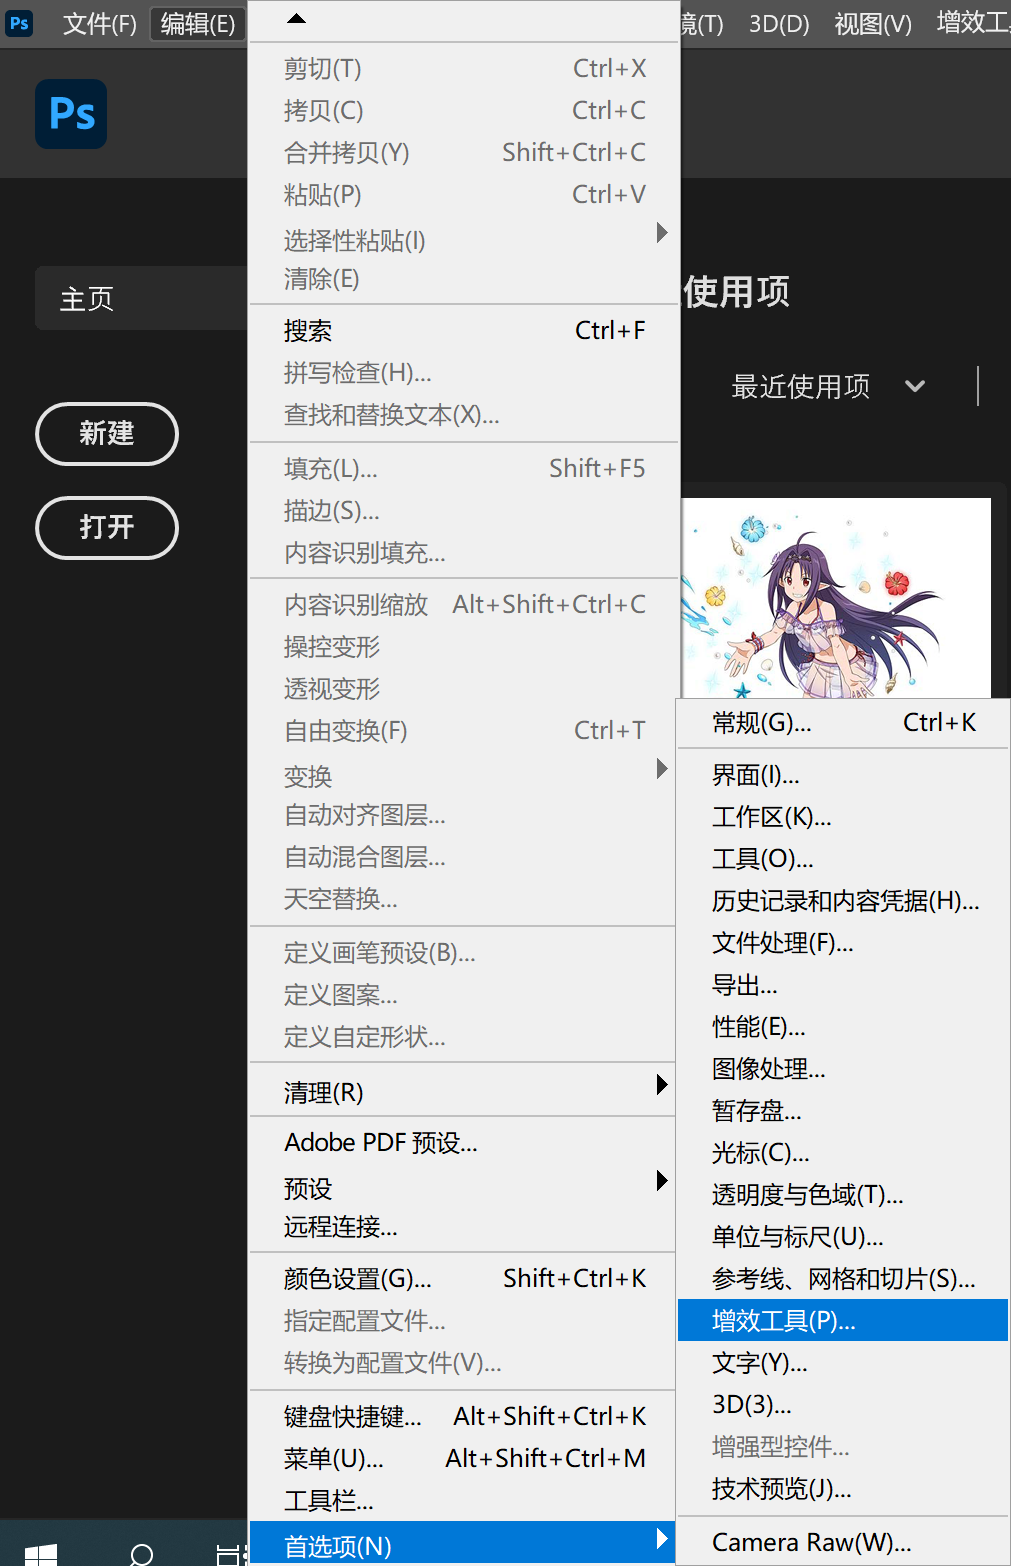 Ps 文件(F) 编辑(E) 镜(T) 3D(D) 视图(V) 增效工具
Ps
主页
新建
打开
剪切(T) Ctrl+X
拷贝(C) Ctrl+C
合并拷贝(Y) Shift+Ctrl+C
粘贴(P) Ctrl+V
选择性粘贴(I)
清除(E)
搜索 Ctrl+F
拼写检查(H)...
查找和替换文本(X)...
填充(L)... Shift+F5
描边(S)...
内容识别填充...
内容识别缩放 Alt+Shift+Ctrl+C
操控变形
透视变形
自由变换(F) Ctrl+T
变换
自动对齐图层...
自动混合图层...
天空替换...
定义画笔预设(B)...
定义图案...
定义自定形状...
清理(R)
Adobe PDF 预设...
预设
远程连接...
颜色设置(G)... Shift+Ctrl+K
指定配置文件...
转换为配置文件(V)...
键盘快捷键... Alt+Shift+Ctrl+K
菜单(U)... Alt+Shift+Ctrl+M
工具栏...
首选项(N)
使用项
最近使用项
常规(G)... Ctrl+K
界面(I)...
工作区(K)...
工具(O)...
历史记录和内容凭据(H)...
文件处理(F)...
导出...
性能(E)...
图像处理...
暂存盘...
光标(C)...
透明度与色域(T)...
单位与标尺(U)...
参考线、网格和切片(S)...
增效工具(P)...
文字(Y)...
3D(3)...
增强型控件...
技术预览(J)...
Camera Raw(W)...